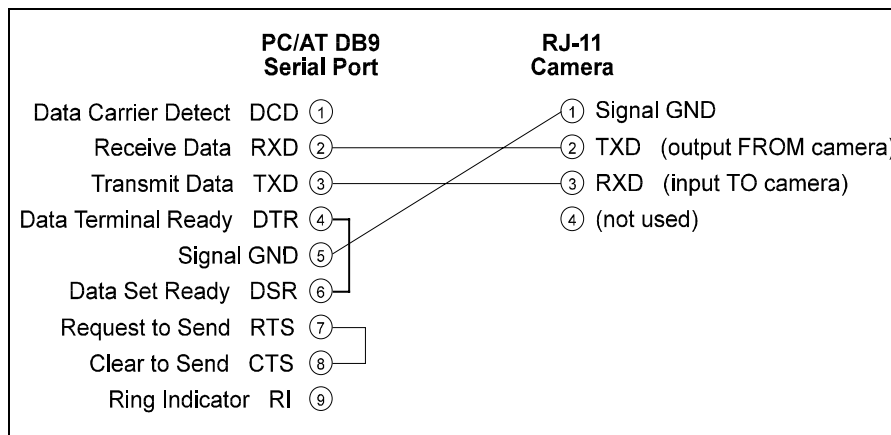 PC/AT DB9
Serial Port
RJ-11
Camera
Data Carrier Detect DCD 1
1 Signal GND
Receive Data RXD 2
2 TXD (output FROM camera)
Transmit Data TXD 3
3 RXD (input TO camera)
Data Terminal Ready DTR 4
4 (not used)
Signal GND 5
Data Set Ready DSR 6
Request to Send RTS 7
Clear to Send CTS 8
Ring Indicator RI 9